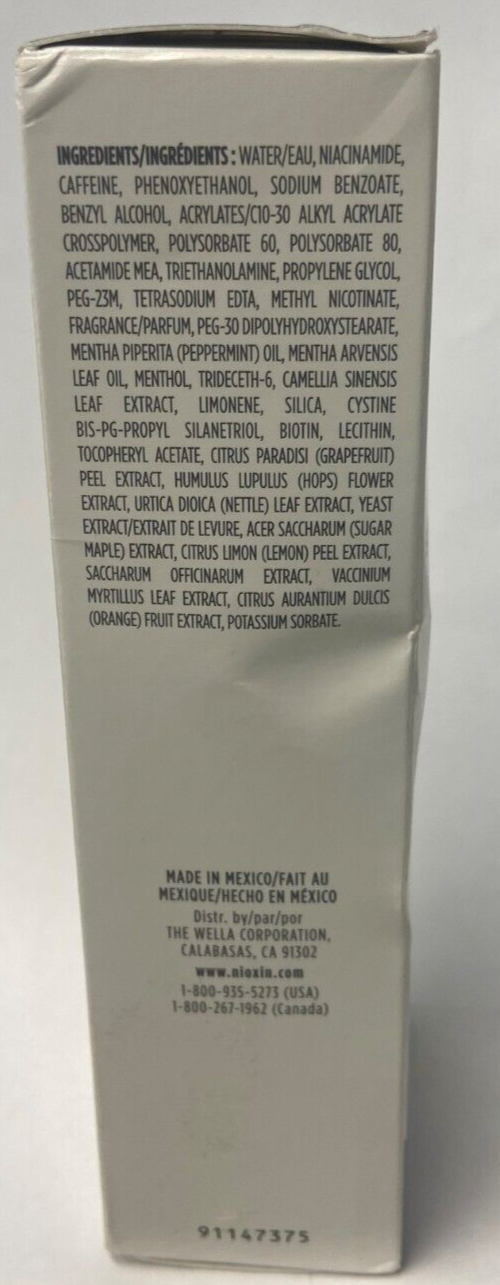 INGREDIENTS/INGRÉDIENTS: WATER/EAU, NIACINAMIDE,
CAFFEINE, PHENOXYETHANOL, SODIUM BENZOATE,
BENZYL ALCOHOL, ACRYLATES/C10-30 ALKYL ACRYLATE
CROSSPOLYMER, POLYSORBATE 60, POLYSORBATE 80,
ACETAMIDE MEA, TRIETHANOLAMINE, PROPYLENE GLYCOL,
PEG-23M, TETRASODIUM EDTA, METHYL NICOTINATE,
FRAGRANCE/PARFUM, PEG-30 DIPOLYHYDROXYSTEARATE,
MENTHA PIPERITA (PEPPERMINT) OIL, MENTHA ARVENSIS
LEAF OIL, MENTHOL, TRIDECETH-6, CAMELLIA SINENSIS
LEAF EXTRACT, LIMONENE, SILICA, CYSTINE
BIS-PG-PROPYL SILANETRIOL, BIOTIN, LECITHIN,
TOCOPHERYL ACETATE, CITRUS PARADISI (GRAPEFRUIT)
PEEL EXTRACT, HUMULUS LUPULUS (HOPS) FLOWER
EXTRACT, URTICA DIOICA (NETTLE) LEAF EXTRACT, YEAST
EXTRACT/EXTRAIT DE LEVURE, ACER SACCHARUM (SUGAR
MAPLE) EXTRACT, CITRUS LIMON (LEMON) PEEL EXTRACT,
SACCHARUM OFFICINARUM EXTRACT, VACCINIUM
MYRTILLUS LEAF EXTRACT, CITRUS AURANTIUM DULCIS
(ORANGE) FRUIT EXTRACT, POTASSIUM SORBATE.
MADE IN MEXICO/FAIT AU
MEXIQUE/HECHO EN MÉXICO
Distr. by/par/por
THE WELLA CORPORATION,
CALABASAS, CA 91302
www.nioxin.com
1-800-935-5273 (USA)
1-800-267-1962 (Canada)
91147375